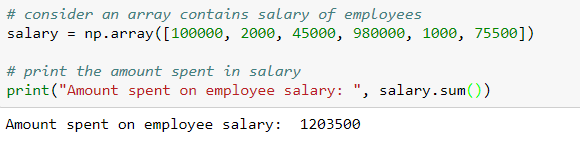 # consider an array contains salary of employees
salary = np.array([100000, 2000, 45000, 980000, 1000, 75500])
# print the amount spent in salary
print("Amount spent on employee salary: ", salary.sum())
Amount spent on employee salary:  1203500